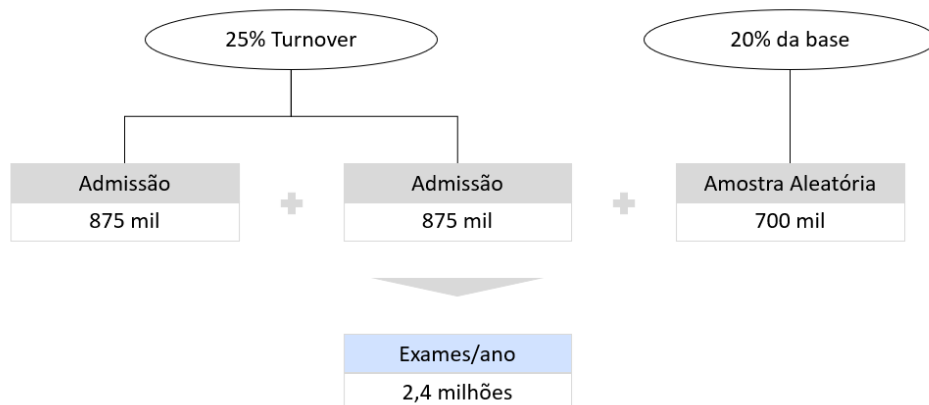 25% Turnover
20% da base
Admissão
875 mil
Admissão
875 mil
Amostra Aleatória
700 mil
Exames/ano
2,4 milhões